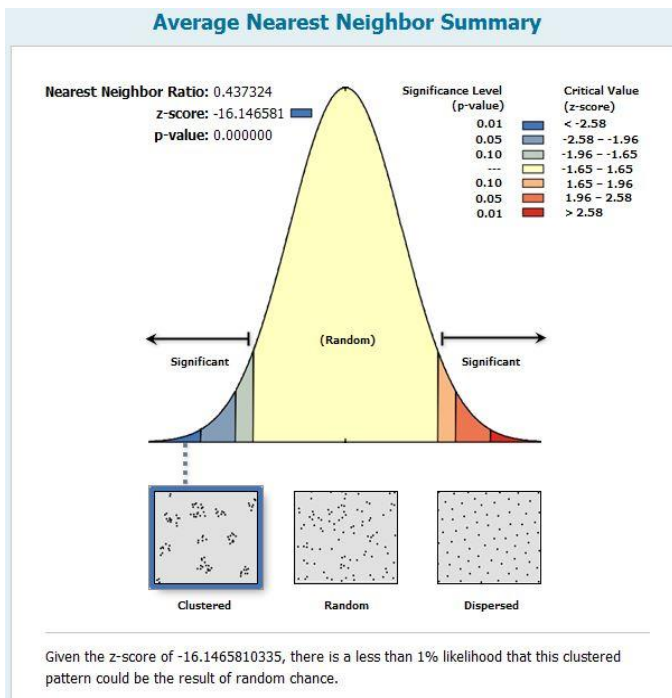 Average Nearest Neighbor Summary
Nearest Neighbor Ratio: 0.437324
z-score: -16.146581
p-value: 0.000000
Significance Level
(p-value)
Critical Value
(z-score)
0.01 < -2.58
0.05 -2.58 – -1.96
0.10 -1.96 – -1.65
--- -1.65 – 1.65
0.10 1.65 – 1.96
0.05 1.96 – 2.58
0.01 > 2.58
(Random)
Significant
Significant
Clustered
Random
Dispersed
Given the z-score of -16.1465810335, there is a less than 1% likelihood that this clustered
pattern could be the result of random chance.